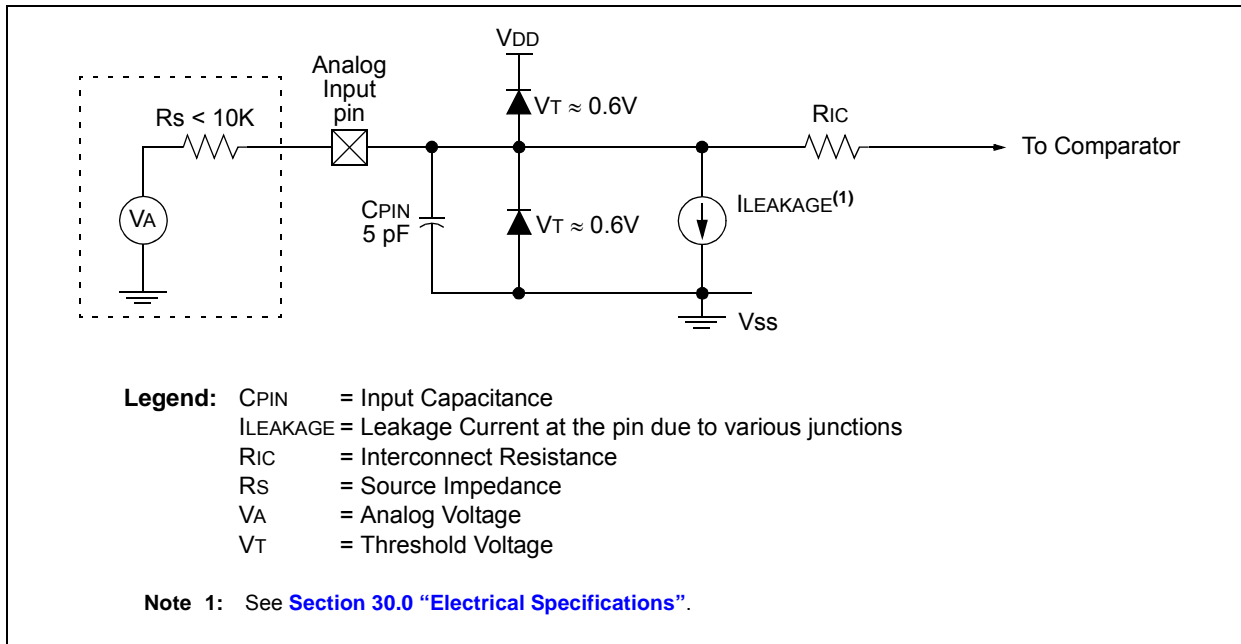 VDD
Analog
Input
pin
Rs < 10K
VT ≈ 0.6V
RIC
To Comparator
VA
CPIN
5 pF
VT ≈ 0.6V
ILEAKAGE(1)
Vss
Legend: CPIN = Input Capacitance
ILEAKAGE = Leakage Current at the pin due to various junctions
RIC = Interconnect Resistance
RS = Source Impedance
VA = Analog Voltage
VT = Threshold Voltage
Note 1: See Section 30.0 “Electrical Specifications”.